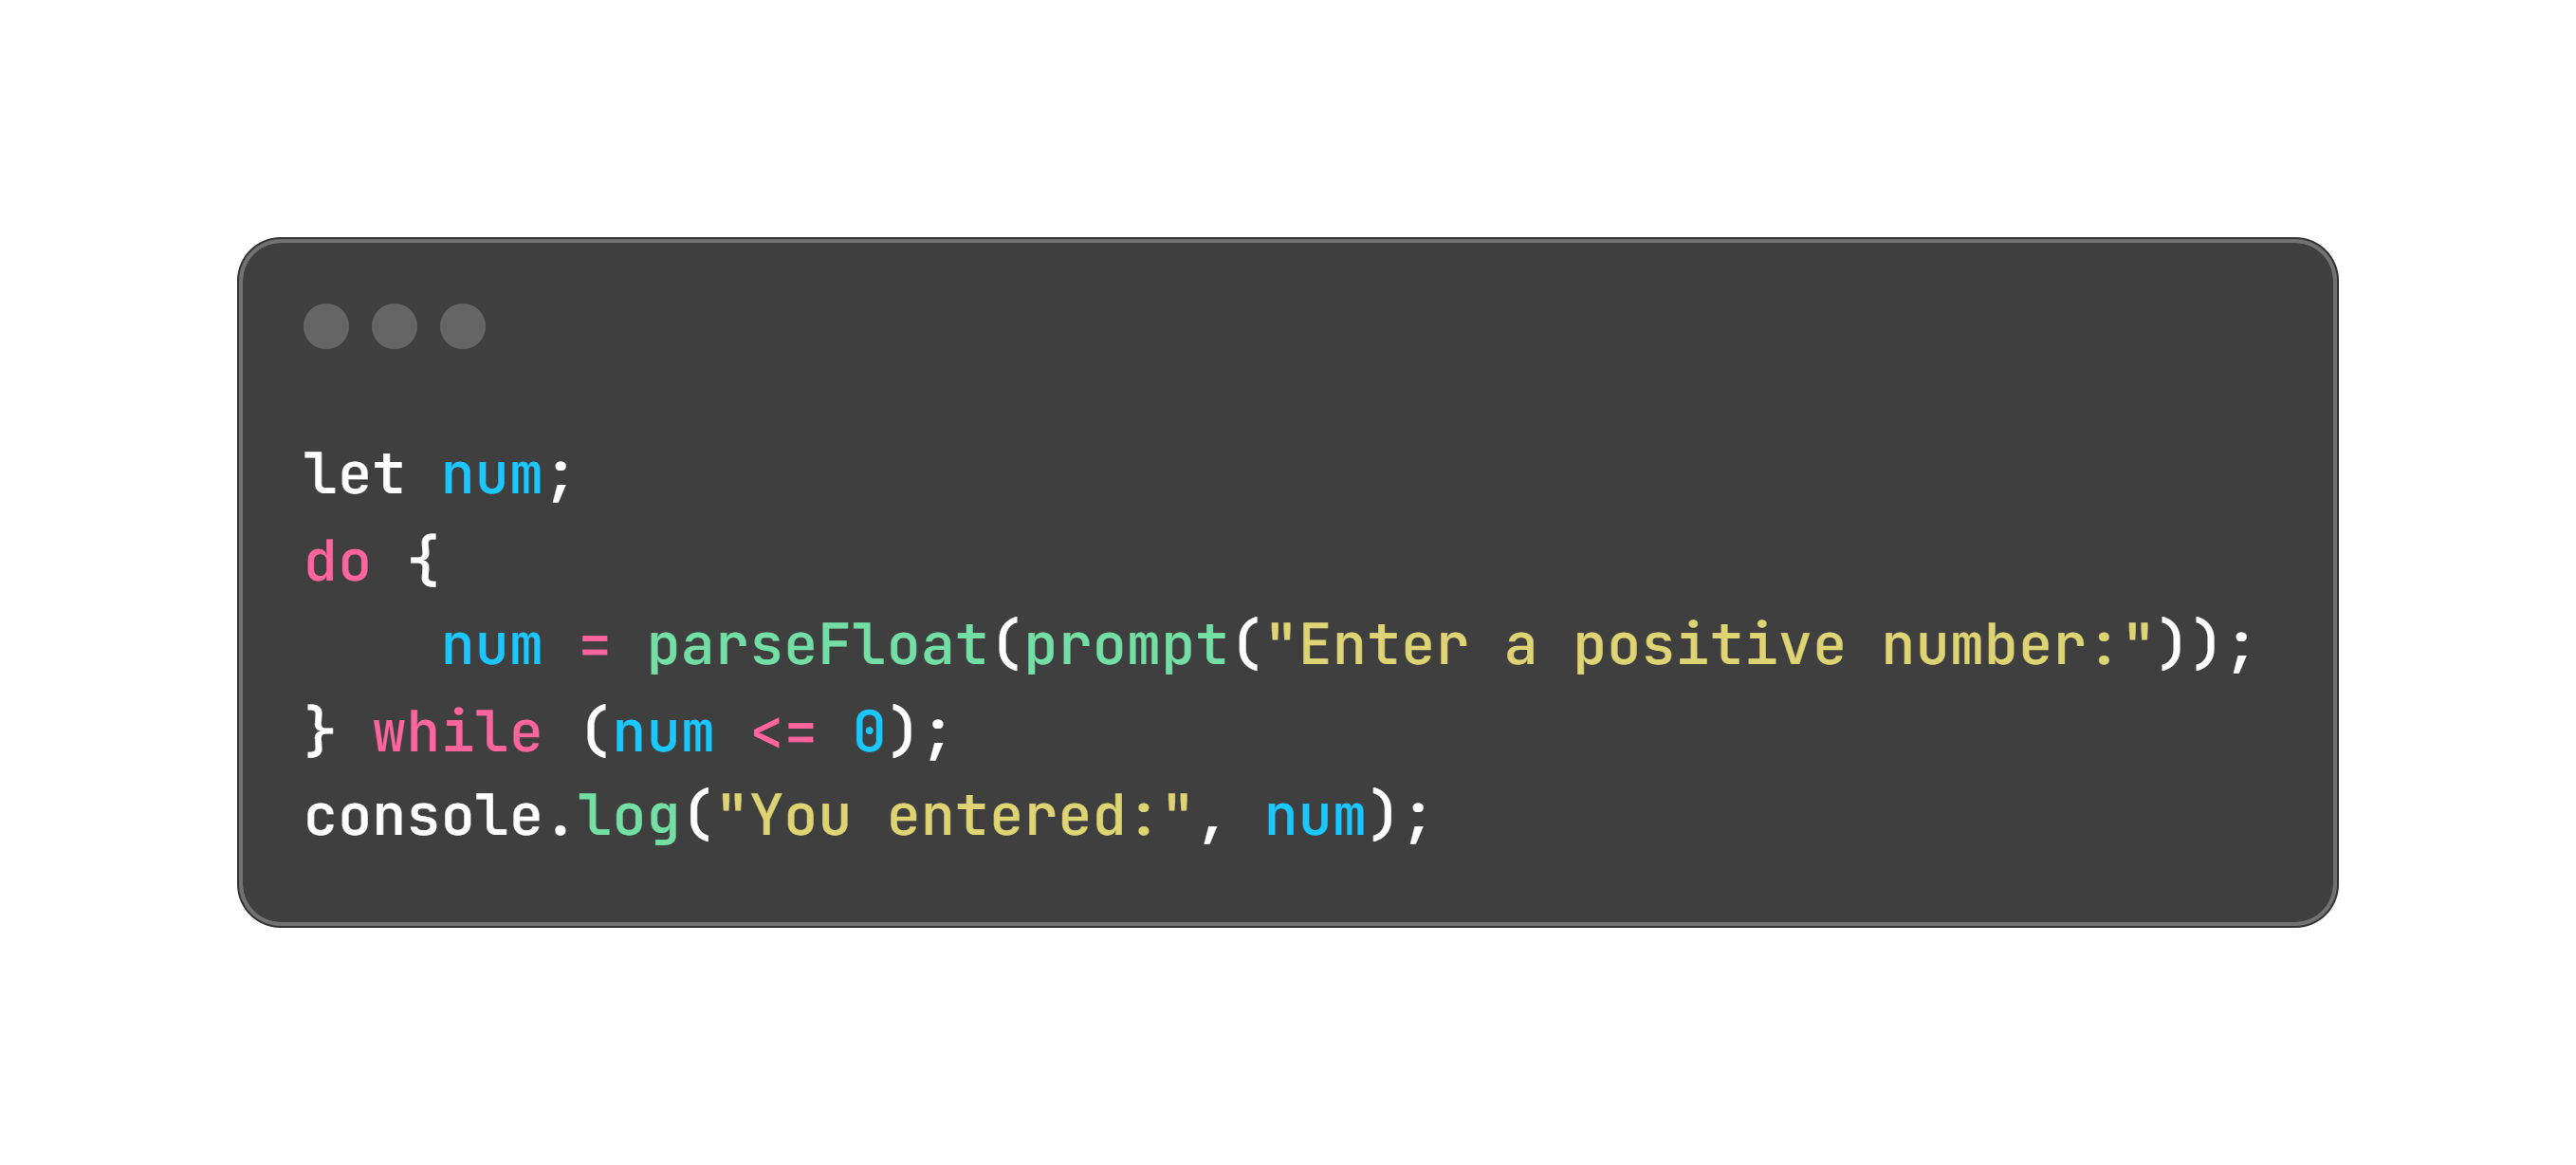 let num;
do {
    num = parseFloat(prompt("Enter a positive number:"));
} while (num <= 0);
console.log("You entered:", num);